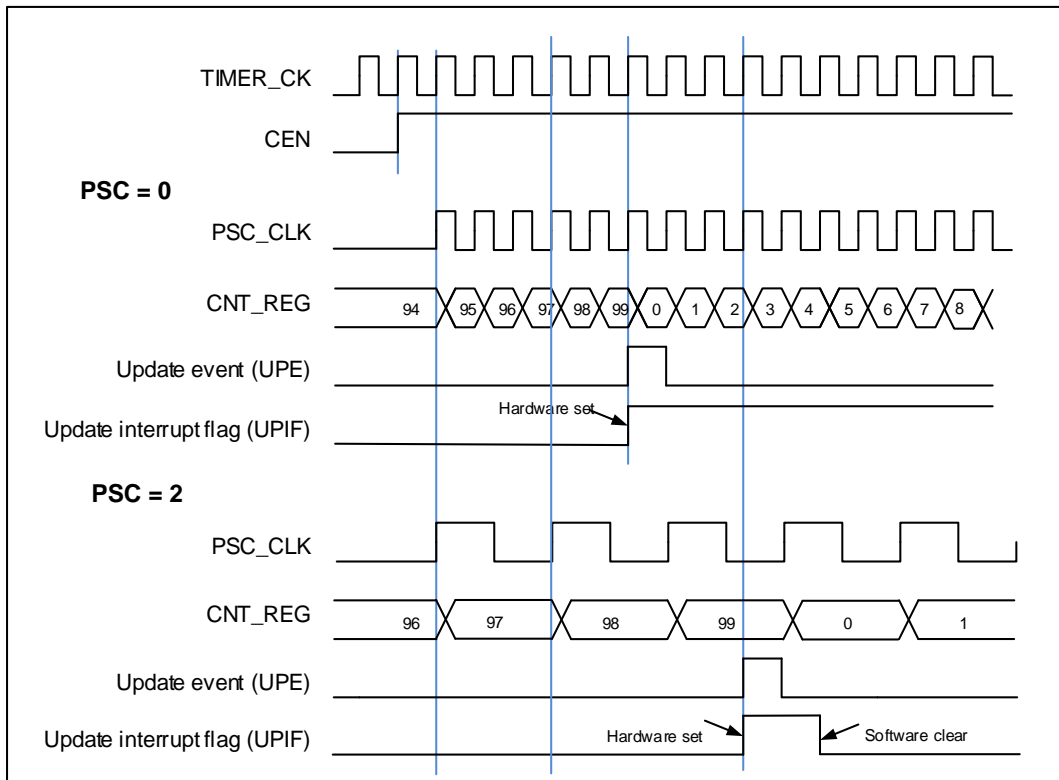 TIMER_CK
CEN
PSC = 0
PSC_CLK
CNT_REG 94 95 96 97 98 99 0 1 2 3 4 5 6 7 8
Update event (UPE)
Hardware set
Update interrupt flag (UPIF)
PSC = 2
PSC_CLK
CNT_REG 96 97 98 99 0 1
Update event (UPE)
Update interrupt flag (UPIF) Hardware set Software clear